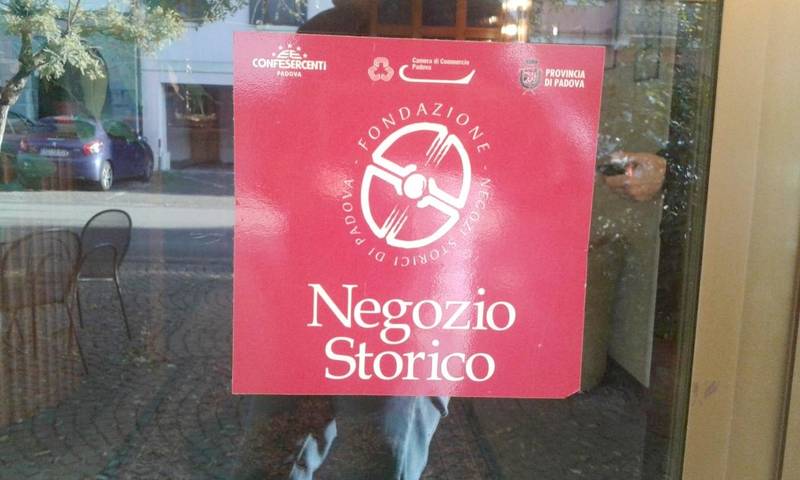 CONFESERCENTI
PADOVA
Camera di Commercio
Padova
PROVINCIA
DI PADOVA
FONDAZIONE - NEGOZI STORICI DI PADOVA -
Negozio
Storico